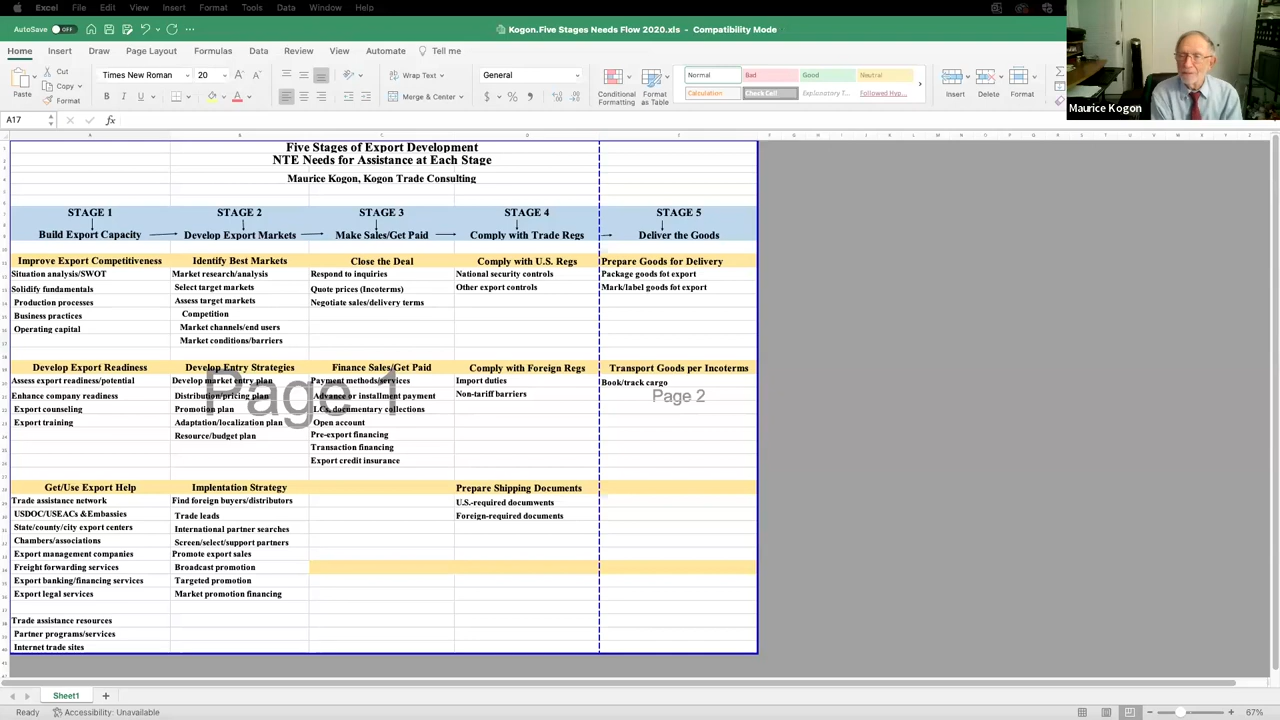 Excel File Edit View Insert Format Tools Data Window Help
AutoSave OFF
Kogon.Five Stages Needs Flow 2020.xls - Compatibility Mode
Home Insert Draw Page Layout Formulas Data Review View Automate Tell me
Paste Cut Copy Format
Times New Roman 20
B I U
Wrap Text
Merge & Center
General
Conditional Formatting
Format as Table
Normal Bad Good Neutral
Calculation Check Cell Explanatory T... Followed Hyp...
Insert Delete Format
Maurice Kogon
A17
fx
Five Stages of Export Development
NTE Needs for Assistance at Each Stage
Maurice Kogon, Kogon Trade Consulting
STAGE 1 STAGE 2 STAGE 3 STAGE 4 STAGE 5
Build Export Capacity Develop Export Markets Make Sales/Get Paid Comply with Trade Regs Deliver the Goods
Improve Export Competitiveness Identify Best Markets Close the Deal Comply with U.S. Regs Prepare Goods for Delivery
Situation analysis/SWOT Market research/analysis Respond to inquiries National security controls Package goods fot export
Solidify fundamentals Select target markets Quote prices (Incoterms) Other export controls Mark/label goods fot export
Production processes Assess target markets Negotiate sales/delivery terms
Business practices Competition
Operating capital Market channels/end users
Market conditions/barriers
Develop Export Readiness Develop Entry Strategies Finance Sales/Get Paid Comply with Foreign Regs Transport Goods per Incoterms
Assess export readiness/potential Develop market entry plan Payment methods/services Import duties Book/track cargo
Enhance company readiness Distribution/pricing plan Advance or installment payment Non-tariff barriers
Export counseling Promotion plan LCs, documentary collections
Export training Adaptation/localization plan Open account
Resource/budget plan Pre-export financing
Transaction financing
Export credit insurance
Page 1
Page 2
Get/Use Export Help Implentation Strategy Prepare Shipping Documents
Trade assistance network Find foreign buyers/distributors U.S.-required documwents
USDOC/USEACs &Embassies Trade leads Foreign-required documents
State/county/city export centers International partner searches
Chambers/associations Screen/select/support partners
Export management companies Promote export sales
Freight forwarding services Broadcast promotion
Export banking/financing services Targeted promotion
Export legal services Market promotion financing
Trade assistance resources
Partner programs/services
Internet trade sites
Sheet1
Ready Accessibility: Unavailable 67%